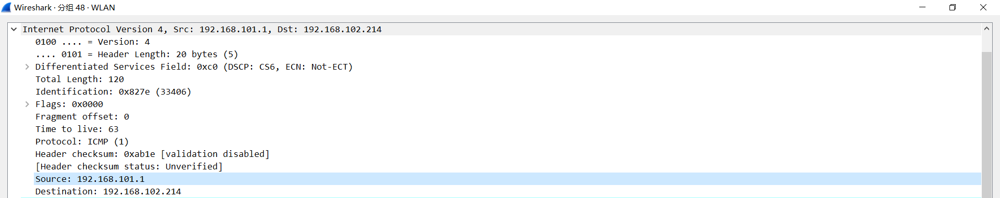 Wireshark · 分组 48 · WLAN
Internet Protocol Version 4, Src: 192.168.101.1, Dst: 192.168.102.214
0100 .... = Version: 4
.... 0101 = Header Length: 20 bytes (5)
Differentiated Services Field: 0xc0 (DSCP: CS6, ECN: Not-ECT)
Total Length: 120
Identification: 0x827e (33406)
Flags: 0x0000
Fragment offset: 0
Time to live: 63
Protocol: ICMP (1)
Header checksum: 0xab1e [validation disabled]
[Header checksum status: Unverified]
Source: 192.168.101.1
Destination: 192.168.102.214